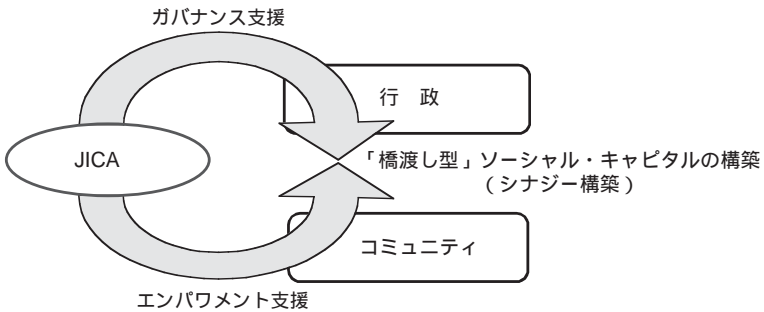 ガバナンス支援
行 政
JICA
「橋渡し型」ソーシャル・キャピタルの構築
（シナジー構築）
コミュニティ
エンパワメント支援